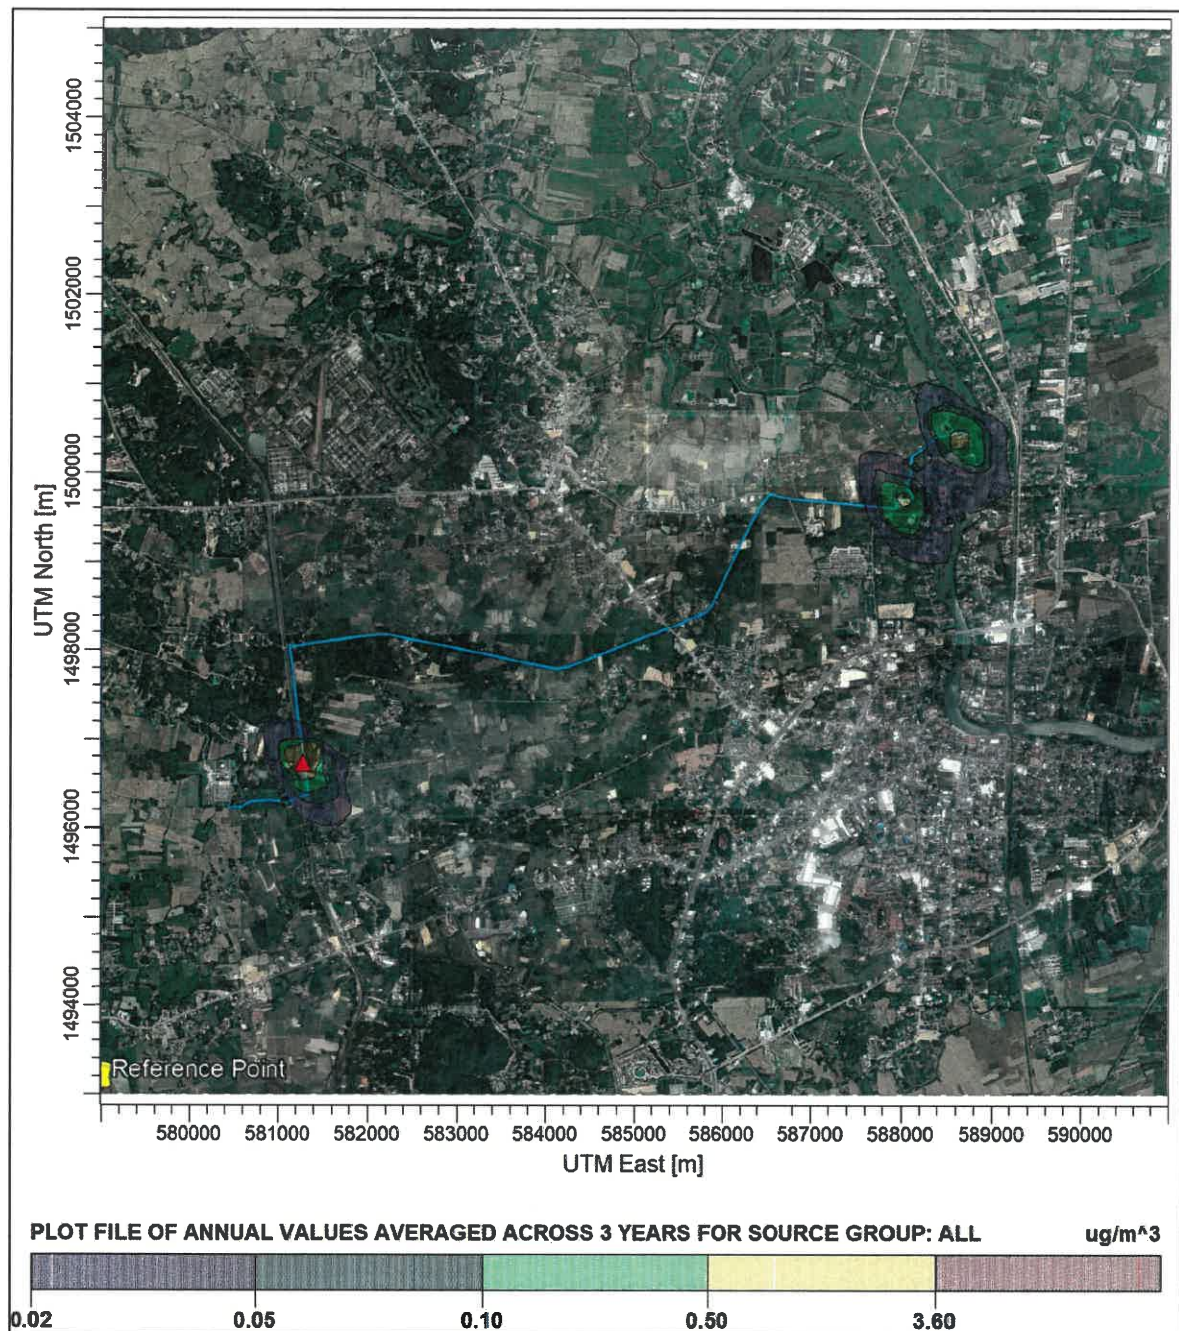 1504000
1502000
1500000
1498000
1496000
1494000
UTM North [m]
Reference Point
580000 581000 582000 583000 584000 585000 586000 587000 588000 589000 590000
UTM East [m]
PLOT FILE OF ANNUAL VALUES AVERAGED ACROSS 3 YEARS FOR SOURCE GROUP: ALL ug/m^3
0.02 0.05 0.10 0.50 3.60